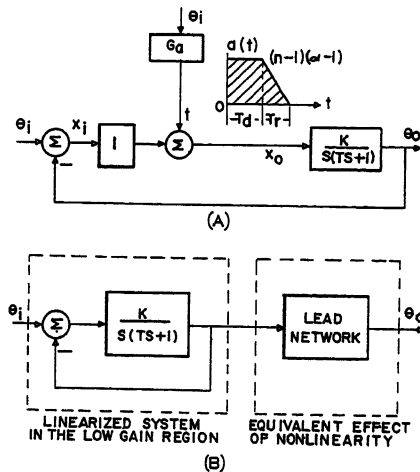 θi
Ga
a(t)
(n-1)(α-1)
0
t
Td
Tr
θi
Xi
Σ
1
t
Σ
Xo
K
S(TS+1)
θo
−
(A)
θi
Σ
K
S(TS+1)
LEAD
NETWORK
θo
−
LINEARIZED SYSTEM
IN THE LOW GAIN REGION
EQUIVALENT EFFECT
OF NONLINEARITY
(B)